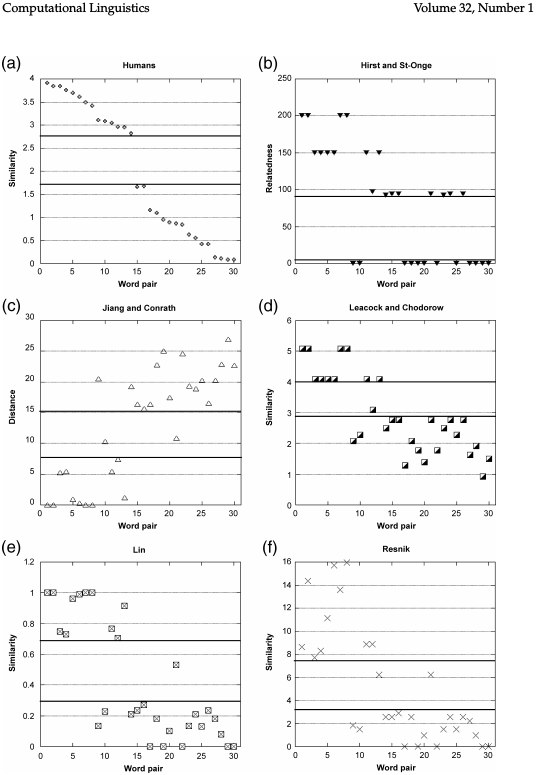 Computational Linguistics Volume 32, Number 1
(a) Humans
Similarity
4
3.5
3
2.5
2
1.5
1
0.5
0
0 5 10 15 20 25 30
Word pair
(b) Hirst and St-Onge
Relatedness
250
200
150
100
50
0
0 5 10 15 20 25 30
Word pair
(c) Jiang and Conrath
Distance
30
25
20
15
10
5
0
0 5 10 15 20 25 30
Word pair
(d) Leacock and Chodorow
Similarity
6
5
4
3
2
1
0
0 5 10 15 20 25 30
Word pair
(e) Lin
Similarity
1.2
1
0.8
0.6
0.4
0.2
0
0 5 10 15 20 25 30
Word pair
(f) Resnik
Similarity
16
14
12
10
8
6
4
2
0
0 5 10 15 20 25 30
Word pair